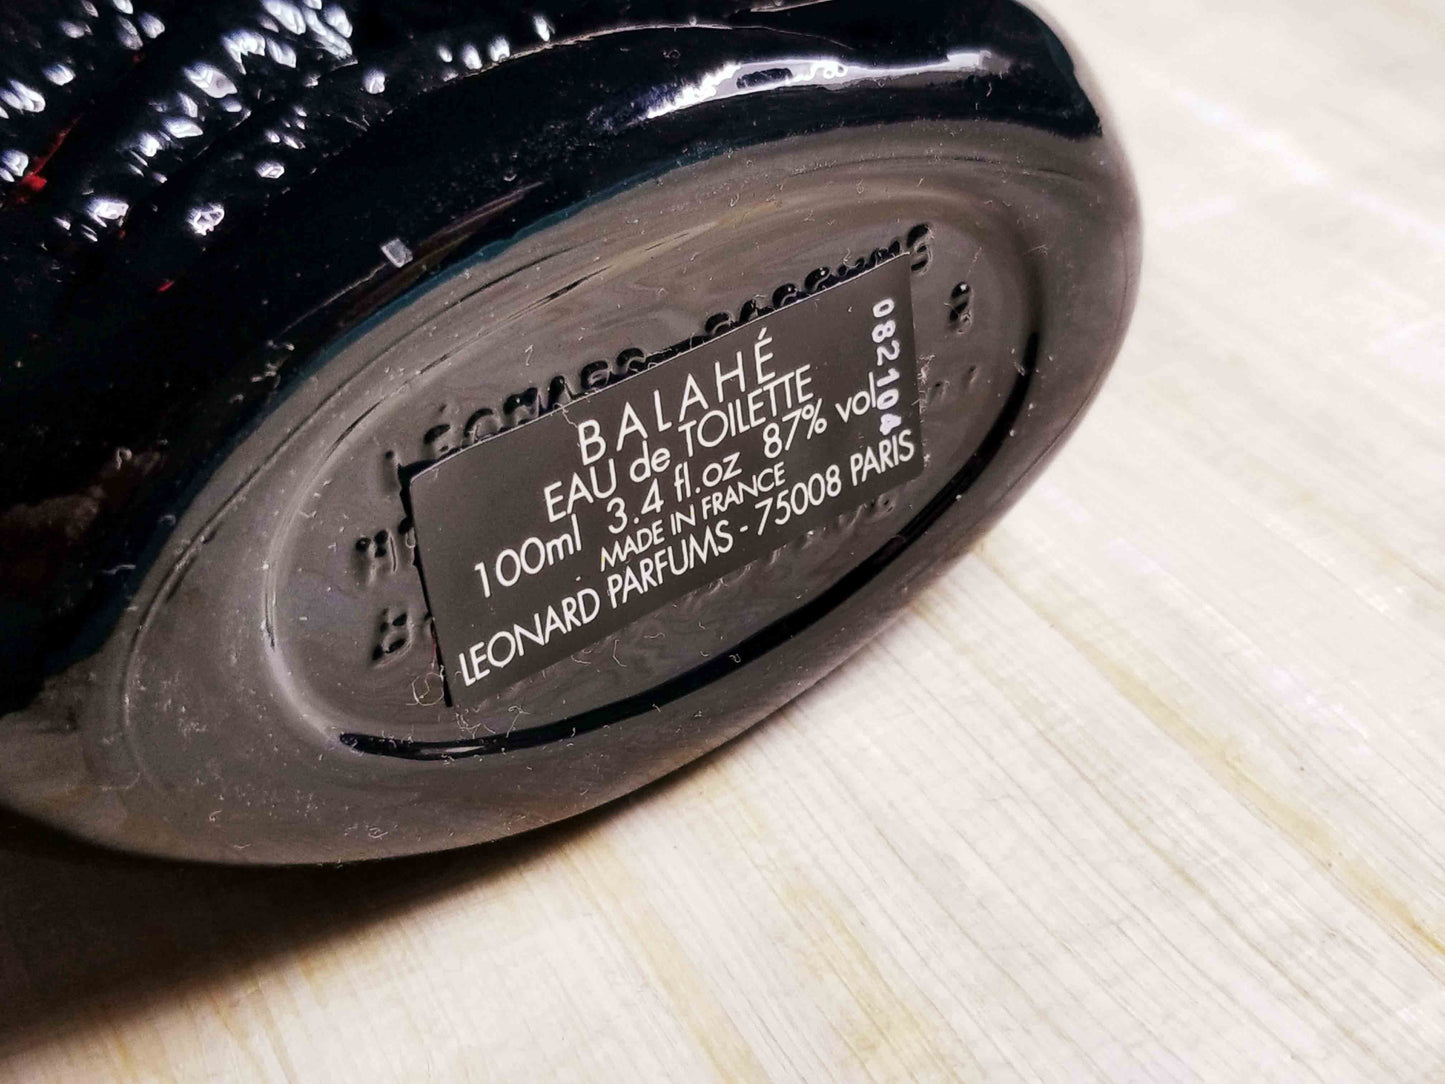 BALAHÉ
EAU de TOILETTE
100ml 3.4 fl.oz 87% vol
MADE IN FRANCE
LEONARD PARFUMS - 75008 PARIS
082104